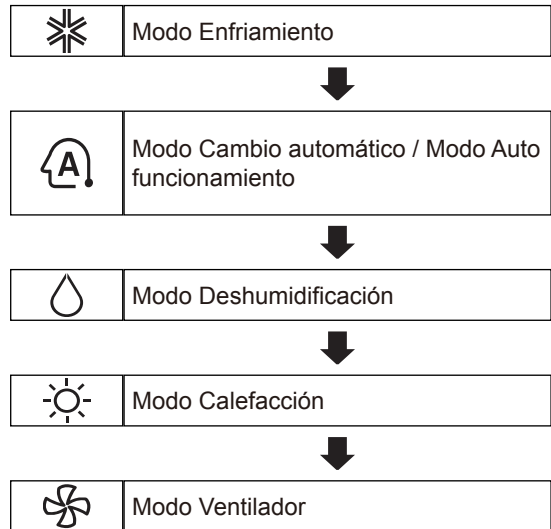 Modo Enfriamiento
A
Modo Cambio automático / Modo Auto
funcionamiento
Modo Deshumidificación
Modo Calefacción
Modo Ventilador